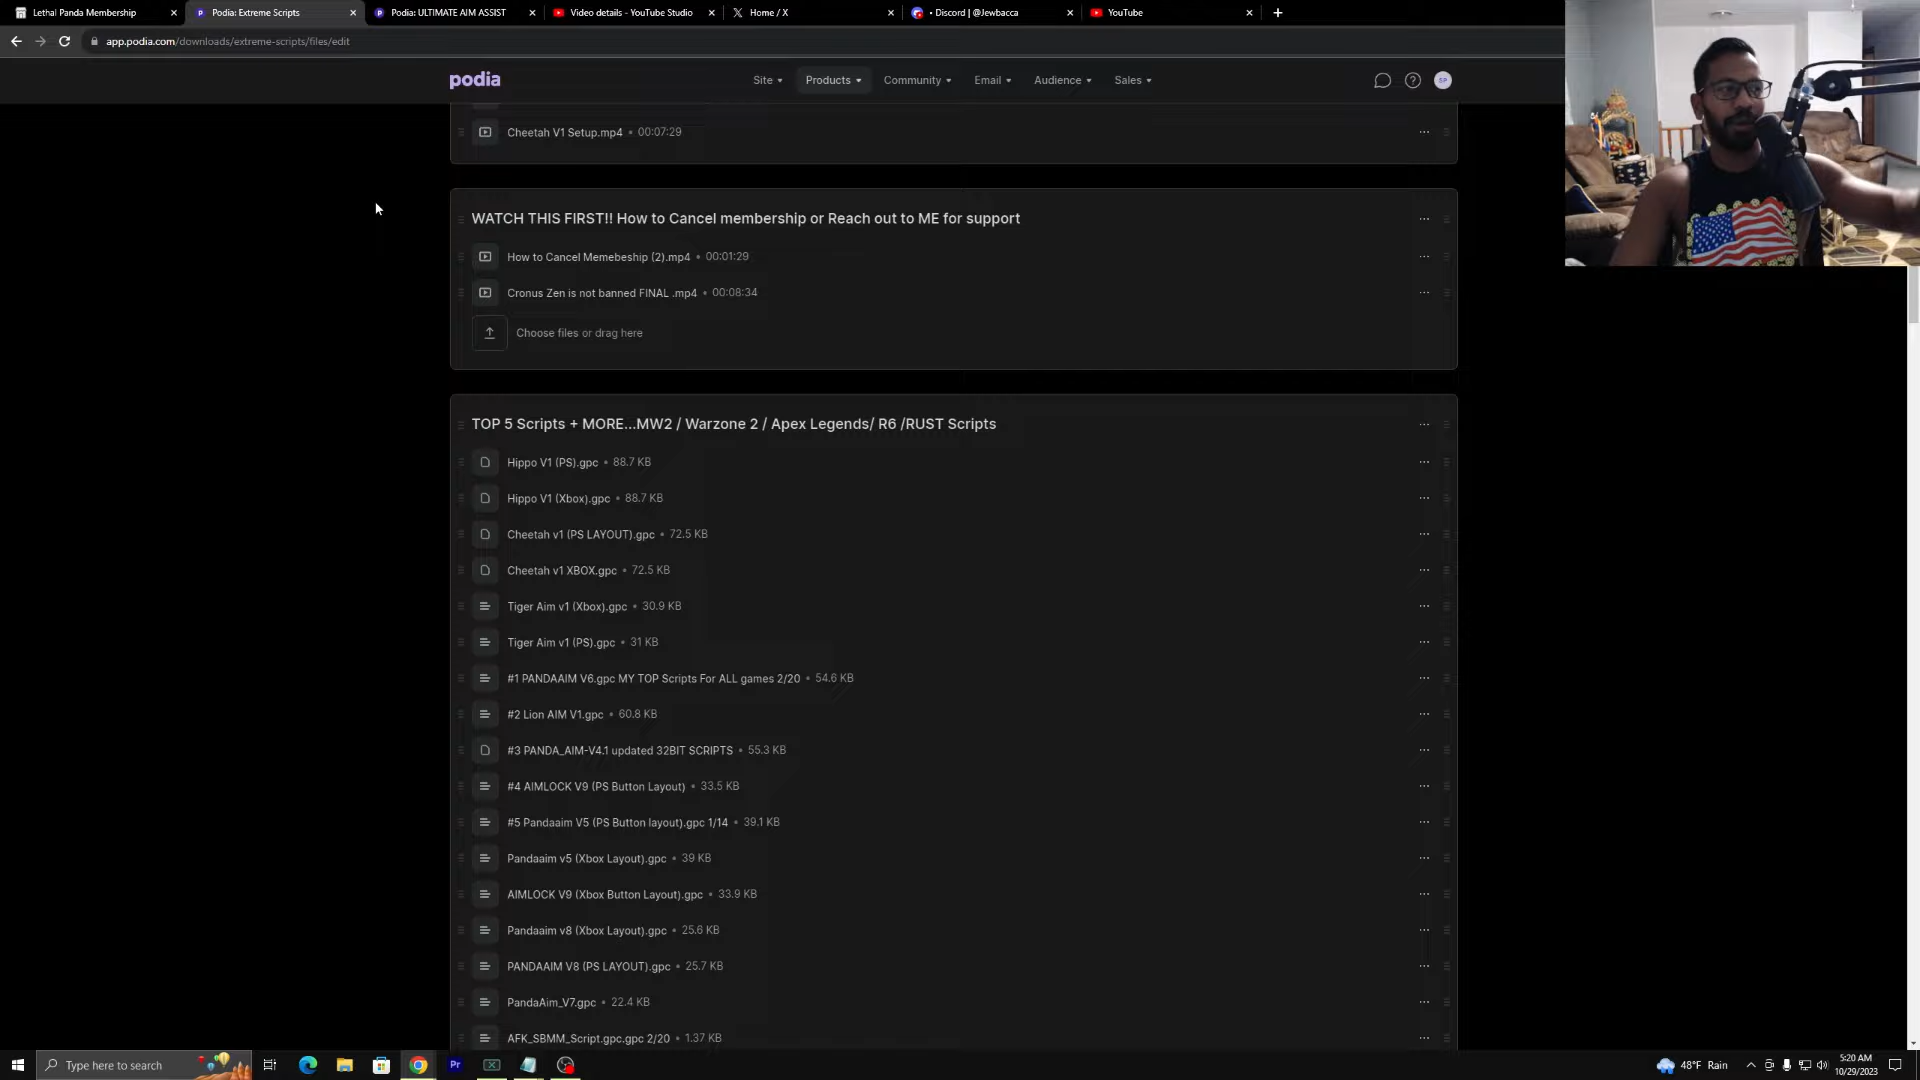 Lethal Panda Membership
Podia: Extreme Scripts
Podia: ULTIMATE AIM ASSIST
Video details - YouTube Studio
Home / X
• Discord | @Jewbacca
YouTube
app.podia.com/downloads/extreme-scripts/files/edit
podia
Site
Products
Community
Email
Audience
Sales
Cheetah V1 Setup.mp4 • 00:07:29
WATCH THIS FIRST!! How to Cancel membership or Reach out to ME for support
How to Cancel Memebeship (2).mp4 • 00:01:29
Cronus Zen is not banned FINAL .mp4 • 00:08:34
Choose files or drag here
TOP 5 Scripts + MORE...MW2 / Warzone 2 / Apex Legends/ R6 /RUST Scripts
Hippo V1 (PS).gpc • 88.7 KB
Hippo V1 (Xbox).gpc • 88.7 KB
Cheetah v1 (PS LAYOUT).gpc • 72.5 KB
Cheetah v1 XBOX.gpc • 72.5 KB
Tiger Aim v1 (Xbox).gpc • 30.9 KB
Tiger Aim v1 (PS).gpc • 31 KB
#1 PANDAAIM V6.gpc MY TOP Scripts For ALL games 2/20 • 54.6 KB
#2 Lion AIM V1.gpc • 60.8 KB
#3 PANDA_AIM-V4.1 updated 32BIT SCRIPTS • 55.3 KB
#4 AIMLOCK V9 (PS Button Layout) • 33.5 KB
#5 Pandaaim V5 (PS Button layout).gpc 1/14 • 39.1 KB
Pandaaim v5 (Xbox Layout).gpc • 39 KB
AIMLOCK V9 (Xbox Button Layout).gpc • 33.9 KB
Pandaaim v8 (Xbox Layout).gpc • 25.6 KB
PANDAAIM V8 (PS LAYOUT).gpc • 25.7 KB
PandaAim_V7.gpc • 22.4 KB
AFK_SBMM_Script.gpc.gpc 2/20 • 1.37 KB
Type here to search
Pr
48°F Rain
5:20 AM
10/29/2023